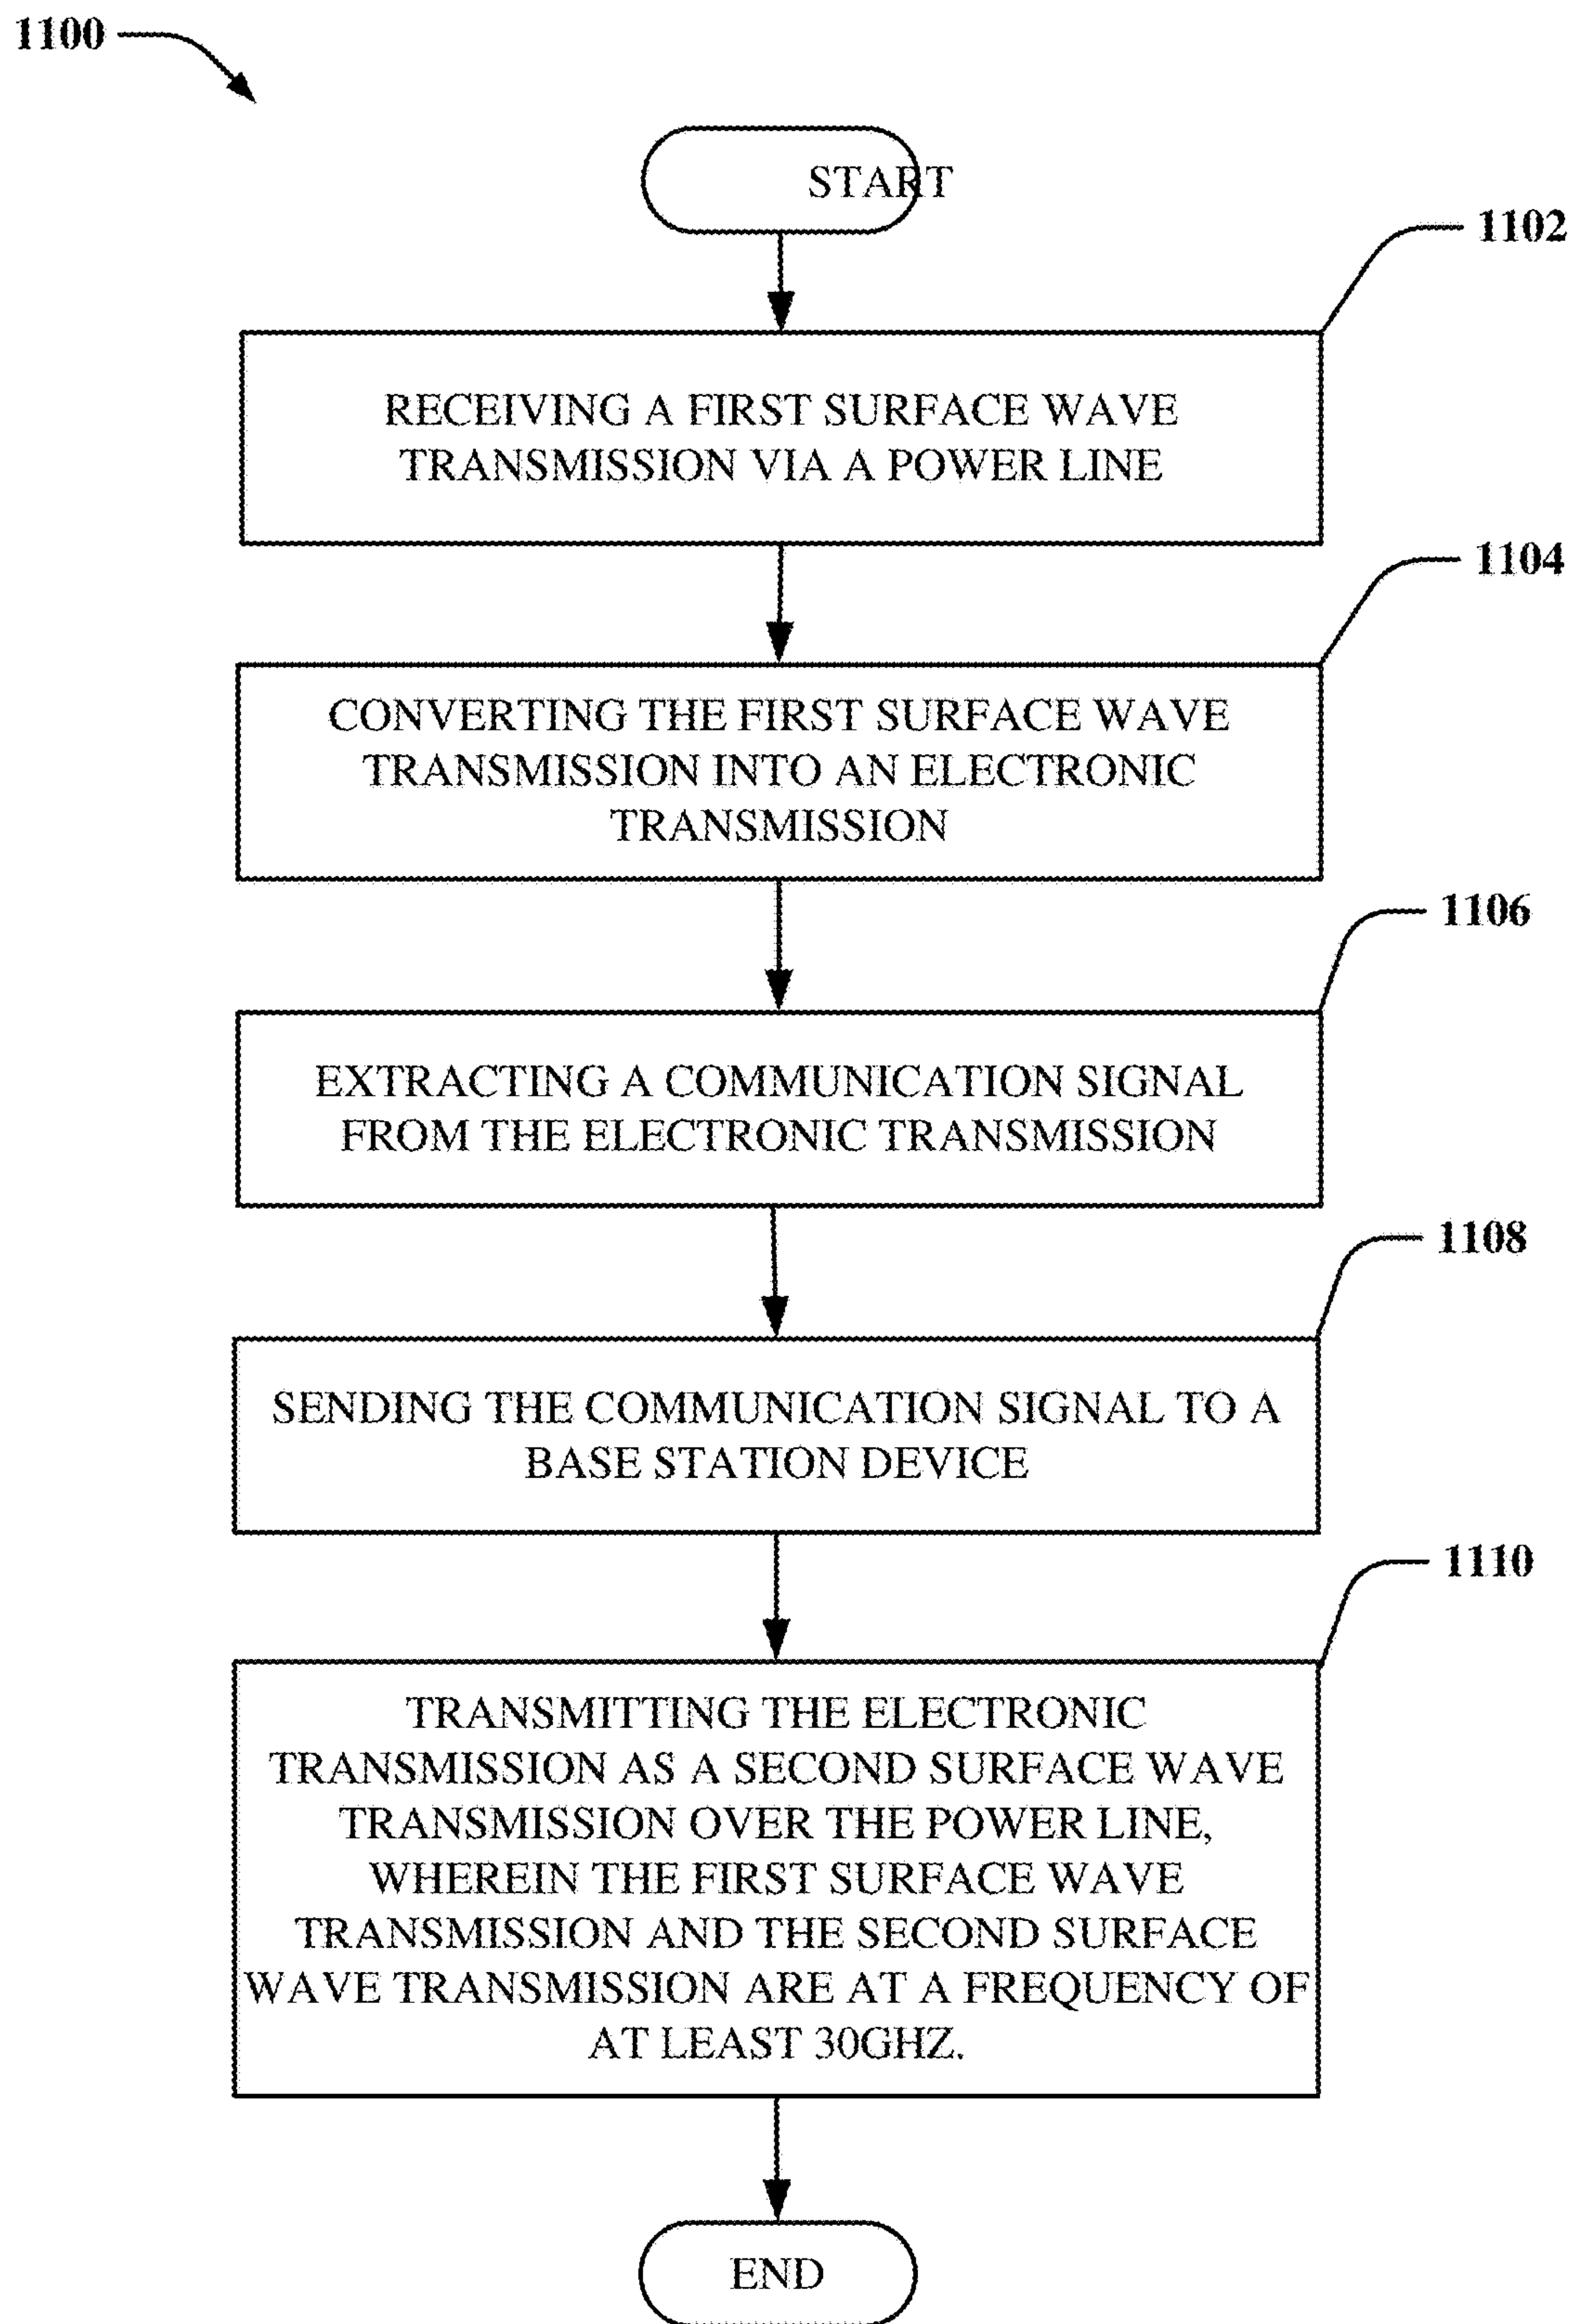 1100
START
1102
RECEIVING A FIRST SURFACE WAVE
TRANSMISSION VIA A POWER LINE
1104
CONVERTING THE FIRST SURFACE WAVE
TRANSMISSION INTO AN ELECTRONIC
TRANSMISSION
1106
EXTRACTING A COMMUNICATION SIGNAL
FROM THE ELECTRONIC TRANSMISSION
1108
SENDING THE COMMUNICATION SIGNAL TO A
BASE STATION DEVICE
1110
TRANSMITTING THE ELECTRONIC
TRANSMISSION AS A SECOND SURFACE WAVE
TRANSMISSION OVER THE POWER LINE,
WHEREIN THE FIRST SURFACE WAVE
TRANSMISSION AND THE SECOND SURFACE
WAVE TRANSMISSION ARE AT A FREQUENCY OF
AT LEAST 30GHZ.
END